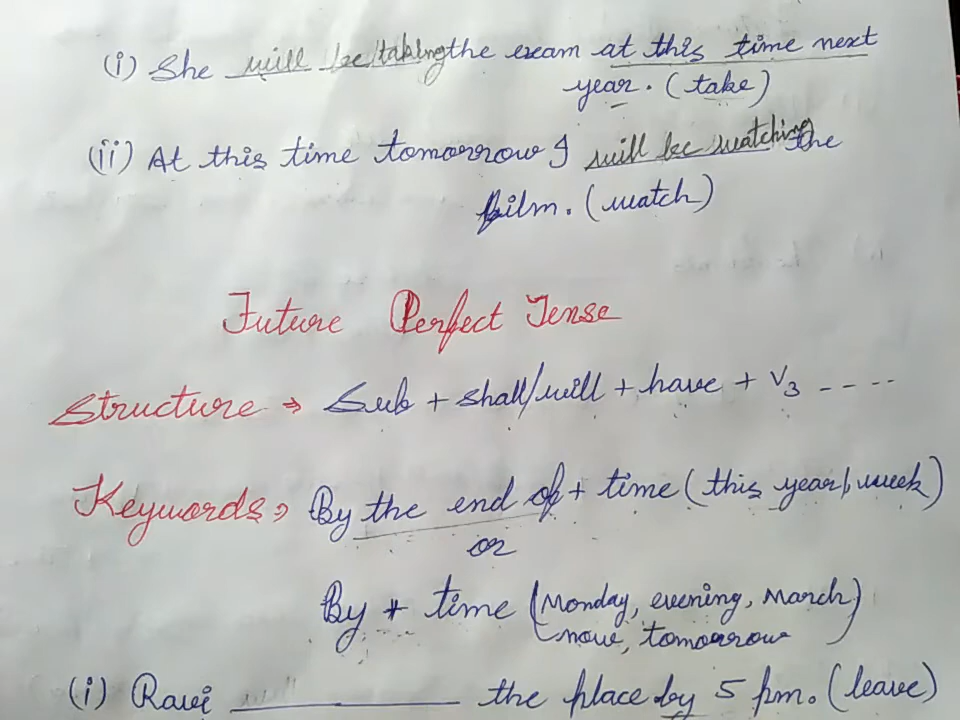 (i) She will be taking the exam at this time next
year. (take)
(ii) At this time tomorrow I will be watching the
film. (watch)
Future Perfect Tense
Structure → Sub + shall/will + have + V3 ----
Keywords → By the end of + time (this year/week)
or
By + time (Monday, evening, March
now, tomorrow)
(i) Ravi ________ the place by 5 pm. (leave)